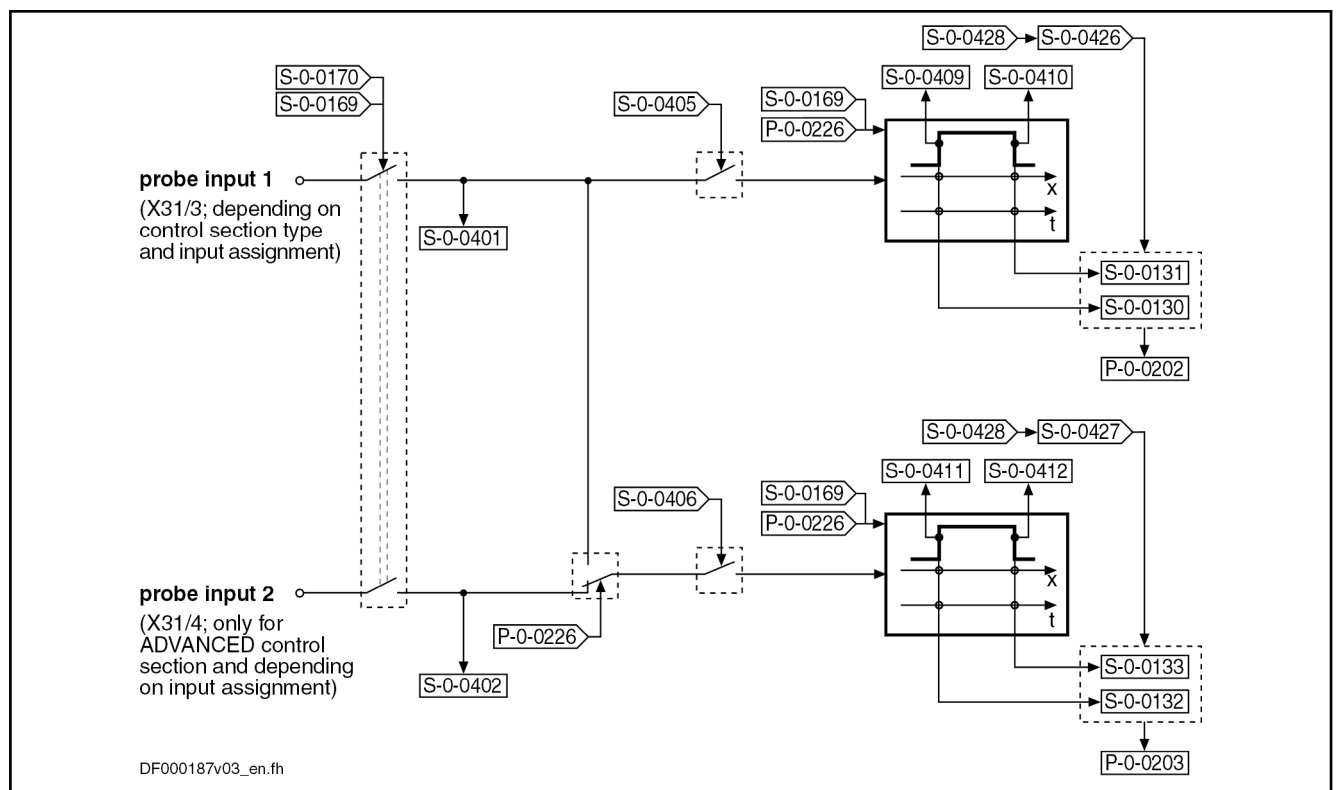 S-0-0428
S-0-0426
S-0-0170
S-0-0169
S-0-0405
S-0-0169
P-0-0226
S-0-0409
S-0-0410
probe input 1
(X31/3; depending on
control section type
and input assignment)
S-0-0401
x
t
S-0-0131
S-0-0130
P-0-0202
S-0-0428
S-0-0427
S-0-0411
S-0-0412
S-0-0406
S-0-0169
P-0-0226
probe input 2
(X31/4; only for
ADVANCED control
section and depending
on input assignment)
P-0-0226
S-0-0402
x
t
S-0-0133
S-0-0132
P-0-0203
DF000187v03_en.fh